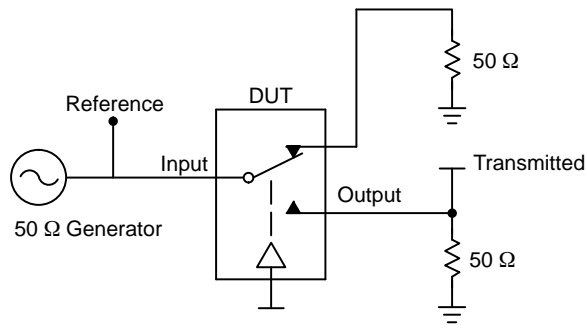 50 Ω
DUT
Reference
Input
Transmitted
Output
50 Ω Generator
50 Ω